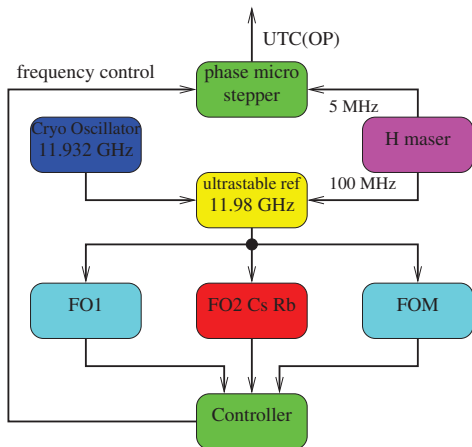 UTC(OP)
frequency control
phase micro
stepper
5 MHz
Cryo Oscillator
11.932 GHz
H maser
ultrastable ref
11.98 GHz
100 MHz
FO1
FO2 Cs Rb
FOM
Controller